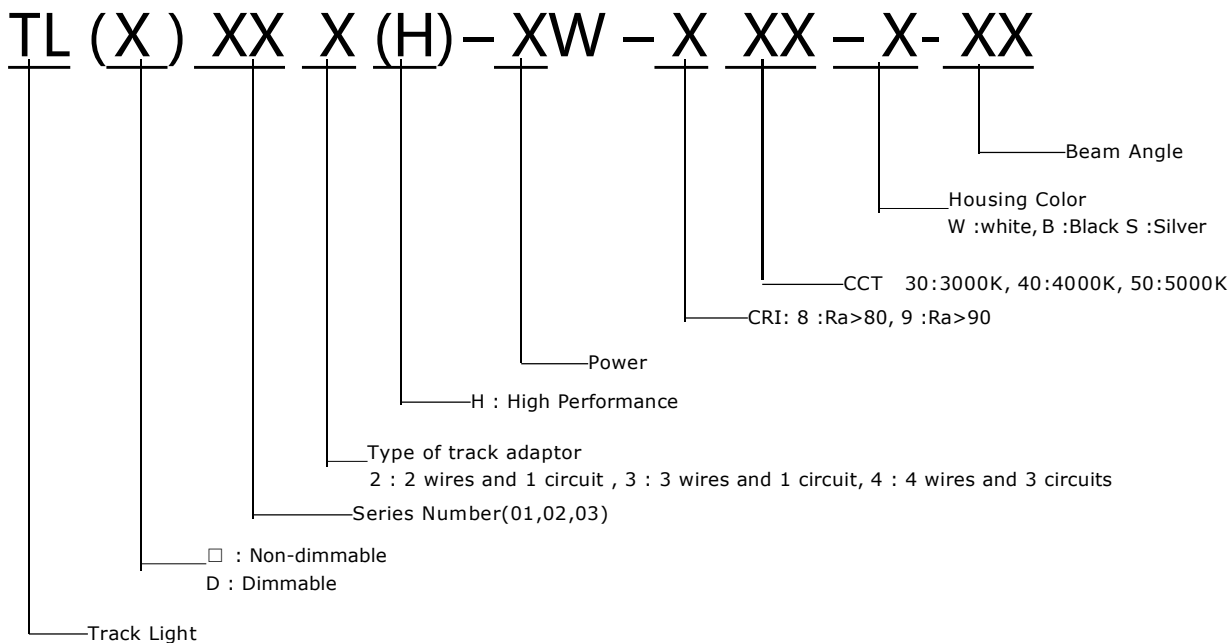 TL (X) XX X (H) – XW – X XX – X- XX
Beam Angle
Housing Color
W :white, B :Black S :Silver
CCT 30:3000K, 40:4000K, 50:5000K
CRI: 8 :Ra>80, 9 :Ra>90
Power
H : High Performance
Type of track adaptor
2 : 2 wires and 1 circuit , 3 : 3 wires and 1 circuit, 4 : 4 wires and 3 circuits
Series Number(01,02,03)
□ : Non-dimmable
D : Dimmable
Track Light